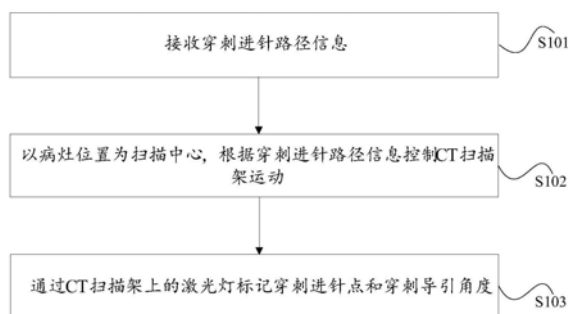 接收穿刺进针路径信息
S101
以病灶位置为扫描中心，根据穿刺进针路径信息控制CT扫描
架运动
S102
通过CT扫描架上的激光灯标记穿刺进针点和穿刺导引角度
S103